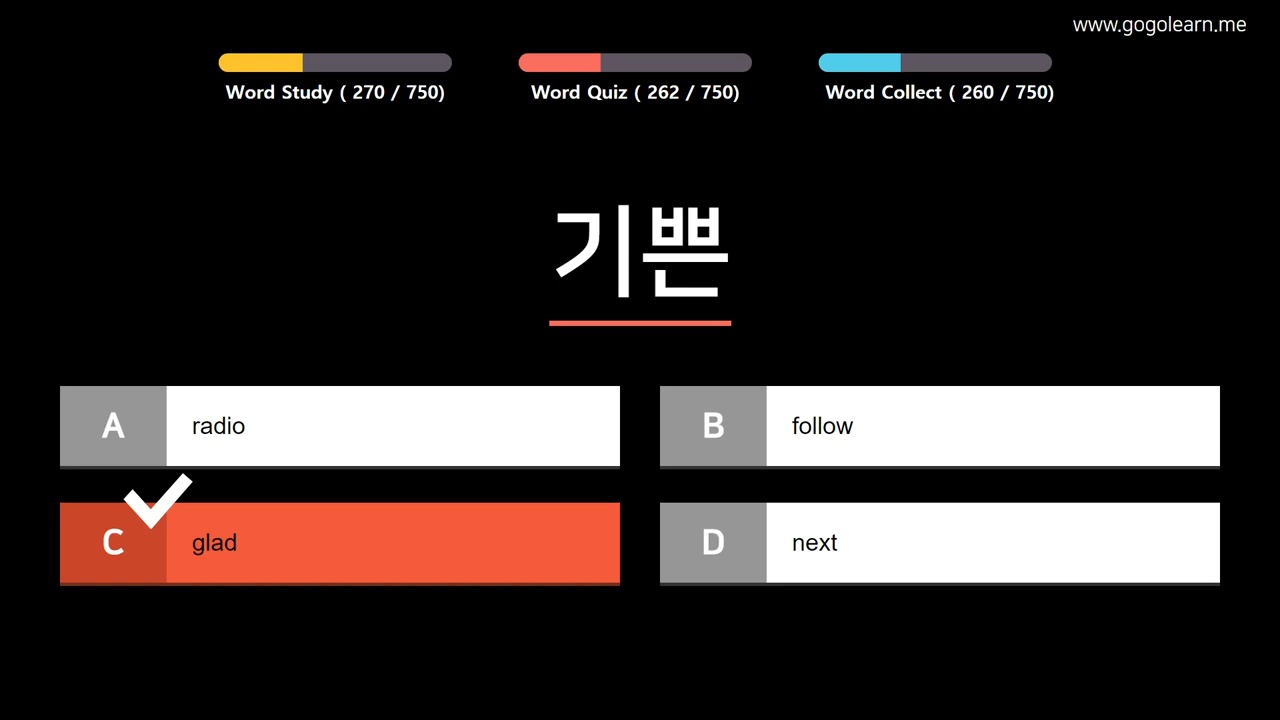 www.gogolearn.me
Word Study ( 270 / 750)
Word Quiz ( 262 / 750)
Word Collect ( 260 / 750)
기쁜
A radio
B follow
C glad
D next